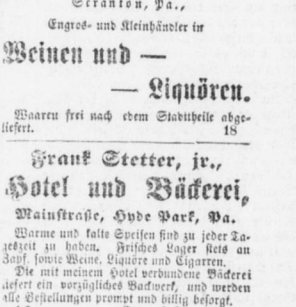 Scranton, Pa.,
Engros- und Kleinhändler in
Weinen und —
— Liquören.
Waaren frei nach edem Stadttheile abge-
liefert. 18
Frank Stetter, jr.,
Hotel und Bäckerei,
Mainstraße, Hyde Park, Pa.
Warme und kalte Speisen sind zu jeder Ta-
geszeit zu haben. Frisches Lager stets an
Zapf, sowie Weine, Liquöre und Cigarren.
Die mit meinem Hotel verbundene Bäckerei
liefert ein vorzügliches Backwerk, und werden
alle Bestellungen prompt und billig besorgt.